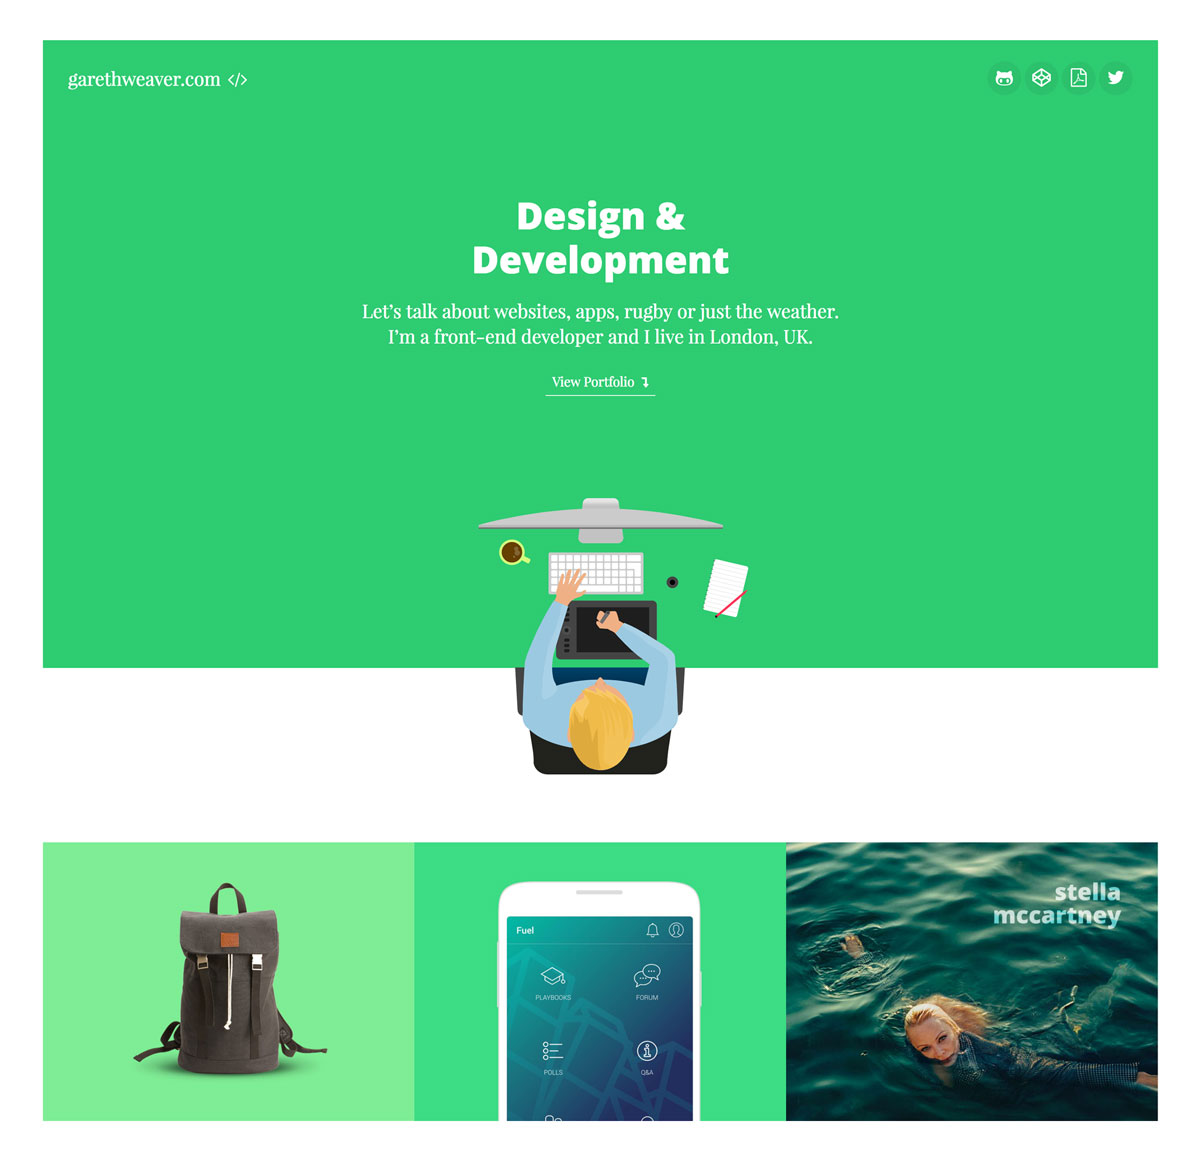 garethweaver.com </>
Design &
Development
Let’s talk about websites, apps, rugby or just the weather.
I’m a front-end developer and I live in London, UK.
View Portfolio ↴
Fuel
PLAYBOOKS
FORUM
POLLS
Q&A
stella
mccartney